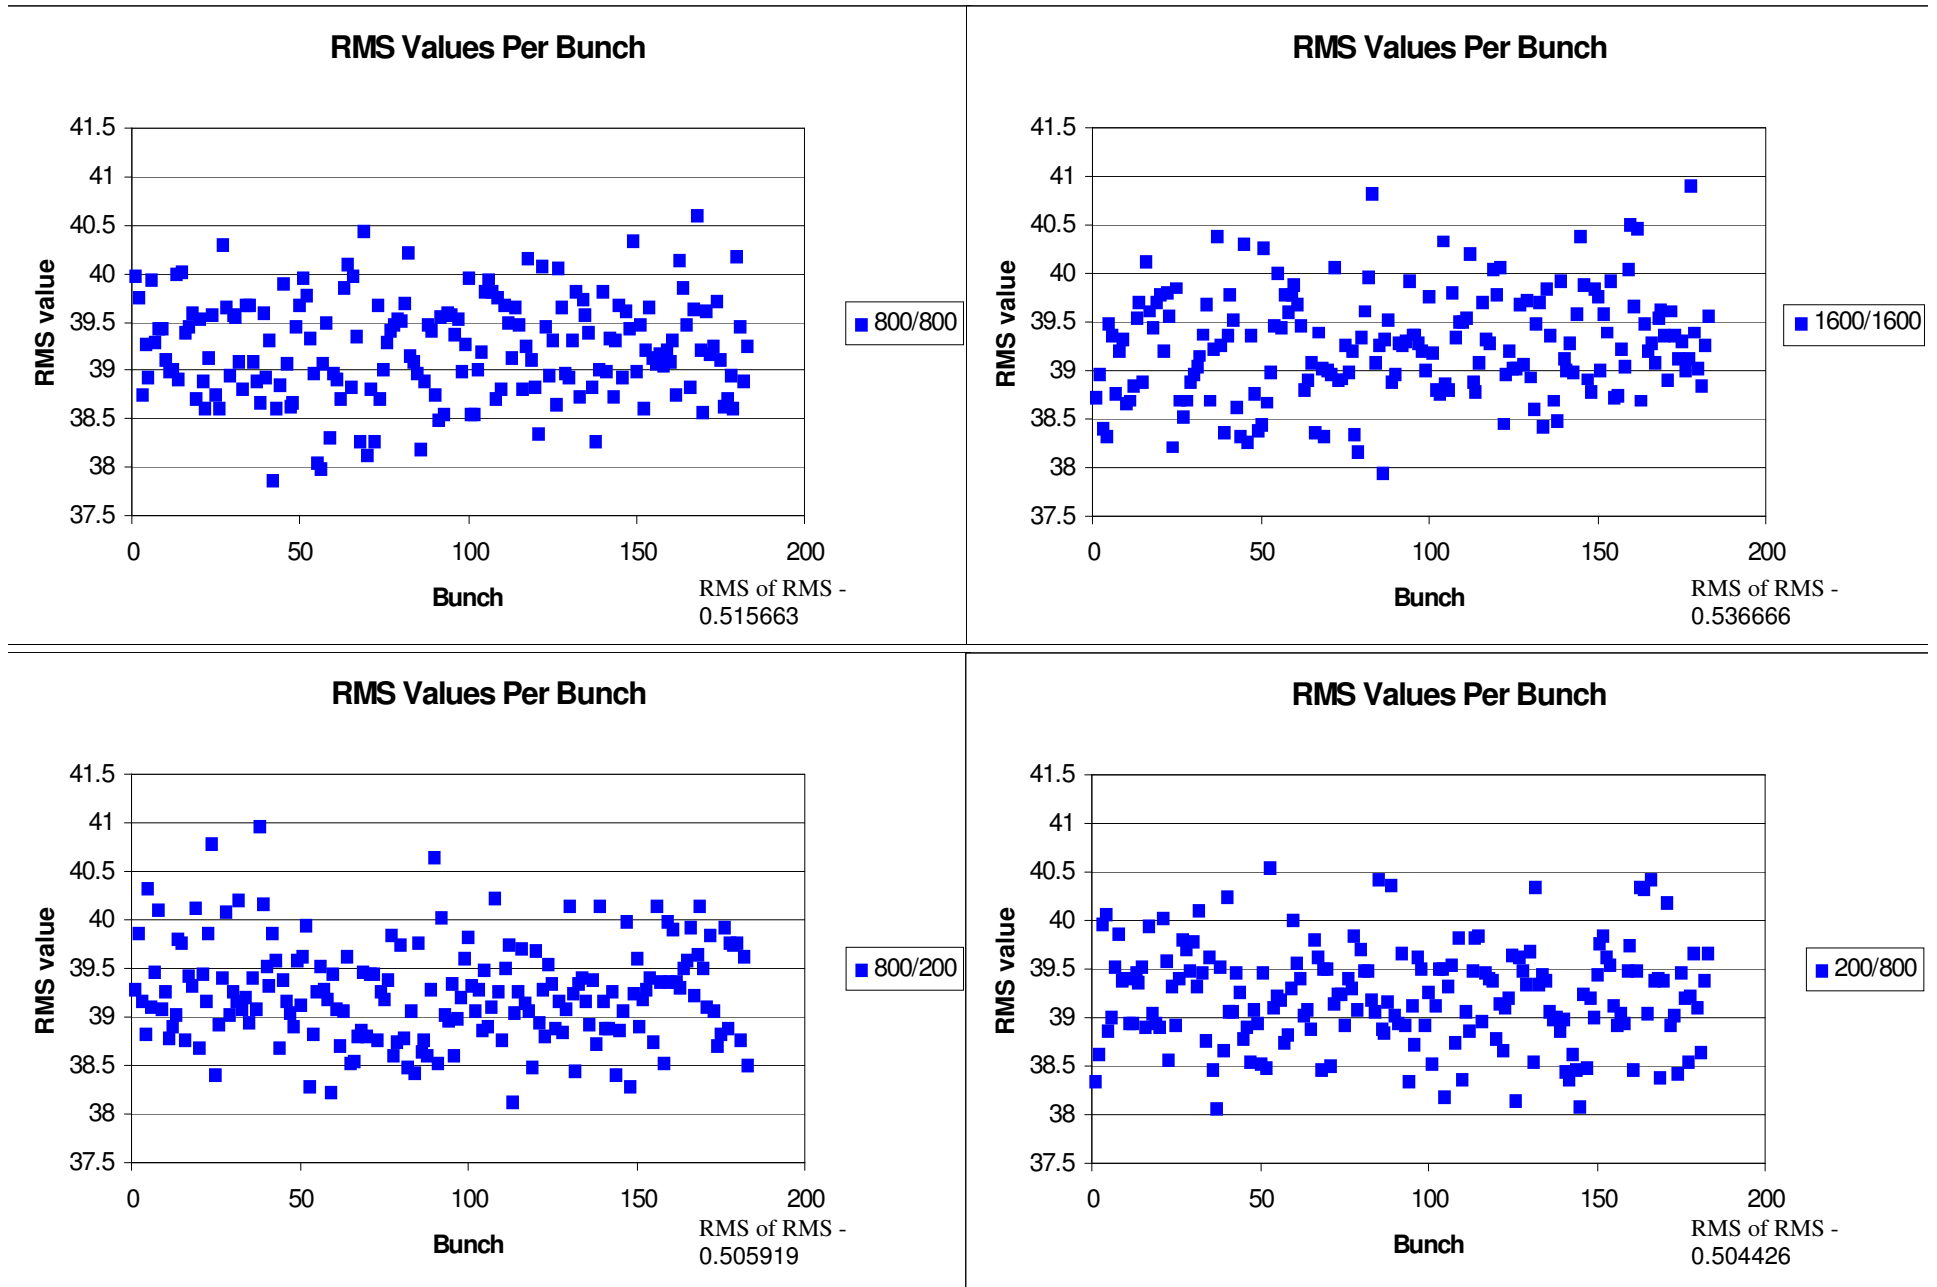 RMS Values Per Bunch
41.5
41
40.5
40
39.5
39
38.5
38
37.5
RMS value
0 50 100 150 200
Bunch
800/800
RMS of RMS -
0.515663
RMS Values Per Bunch
41.5
41
40.5
40
39.5
39
38.5
38
37.5
RMS value
0 50 100 150 200
Bunch
1600/1600
RMS of RMS -
0.536666
RMS Values Per Bunch
41.5
41
40.5
40
39.5
39
38.5
38
37.5
RMS value
0 50 100 150 200
Bunch
800/200
RMS of RMS -
0.505919
RMS Values Per Bunch
41.5
41
40.5
40
39.5
39
38.5
38
37.5
RMS value
0 50 100 150 200
Bunch
200/800
RMS of RMS -
0.504426